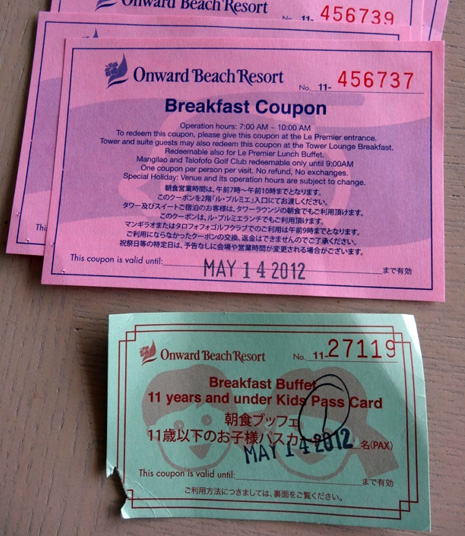 Onward Beach Resort
11- 456739
Onward Beach Resort
No. 11- 456737
Breakfast Coupon
Operation hours: 7:00 AM ~ 10:00 AM
To redeem this coupon, please give this coupon at the Le Premier entrance.
Tower and suite guests may also redeem this coupon at the Tower Lounge Breakfast.
Redeemable also for Le Premier Lunch Buffet.
Mangilao and Talofofo Golf Club redeemable only until 9:00AM
One coupon per person per visit. No refund, No exchanges.
Special Holiday: Venue and its operation hours are subject to change.
朝食営業時間は、午前7時～午前10時までとなります。
このクーポンを2階「ル・プルミエ」入口にてお渡しください。
タワー及びスイートご宿泊のお客様は、タワーラウンジの朝食でもご利用頂けます。
このクーポンは、ル・プルミエランチでもご利用頂けます。
マンギラオまたはタロフォフォゴルフクラブでのご利用は午前9時までとなります。
ご利用にならなかったクーポンの交換、返金はできませんのでご了承ください。
祝祭日等の特定日は、予告なしに会場や営業時間が変更される場合がございます。
This coupon is valid until: MAY 14 2012 まで有効
This
Onward Beach Resort
No. 11- 27119
Breakfast Buffet
11 years and under Kids Pass Card
朝食ブッフェ
11歳以下のお子様パスカード
1 名(PAX)
MAY 14 2012
This coupon is valid until: まで有効
ご利用方法につきましては、裏面をご覧ください。